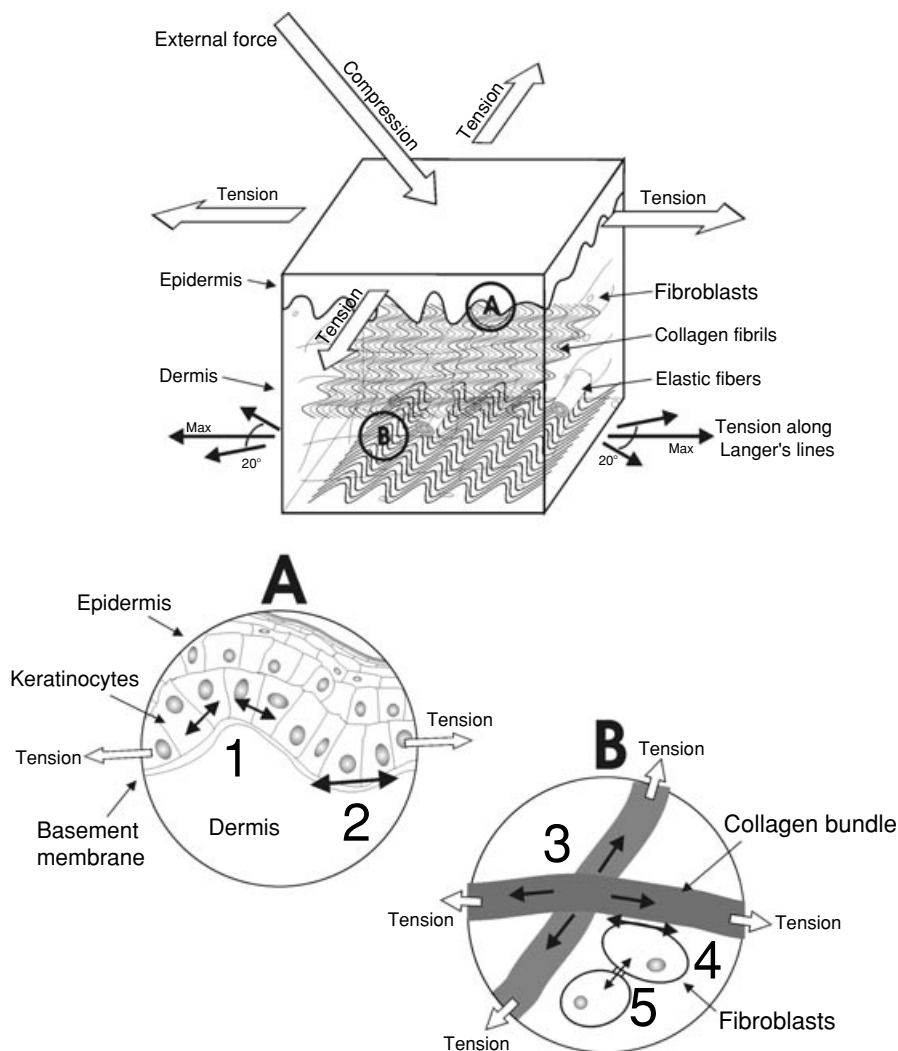 External force
Compression
Tension
Tension
Tension
Epidermis
A
Fibroblasts
Tension
Collagen fibrils
Dermis
Elastic fibers
B
Max
20°
Tension along
Langer's lines
Max
20°
A
Epidermis
Keratinocytes
Tension
Tension
1
Basement
membrane
Dermis
2
B
Tension
3
Collagen bundle
Tension
Tension
4
5
Fibroblasts
Tension